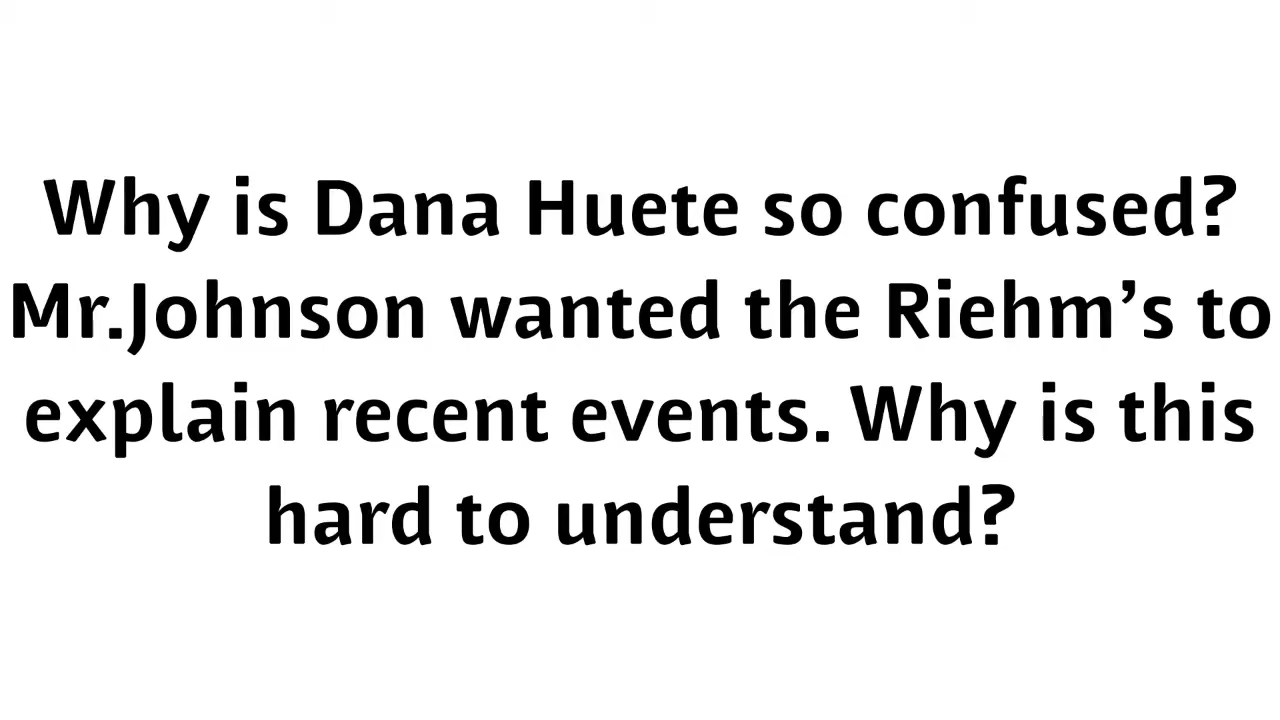 Why is Dana Huete so confused?
Mr.Johnson wanted the Riehm’s to
explain recent events. Why is this
hard to understand?